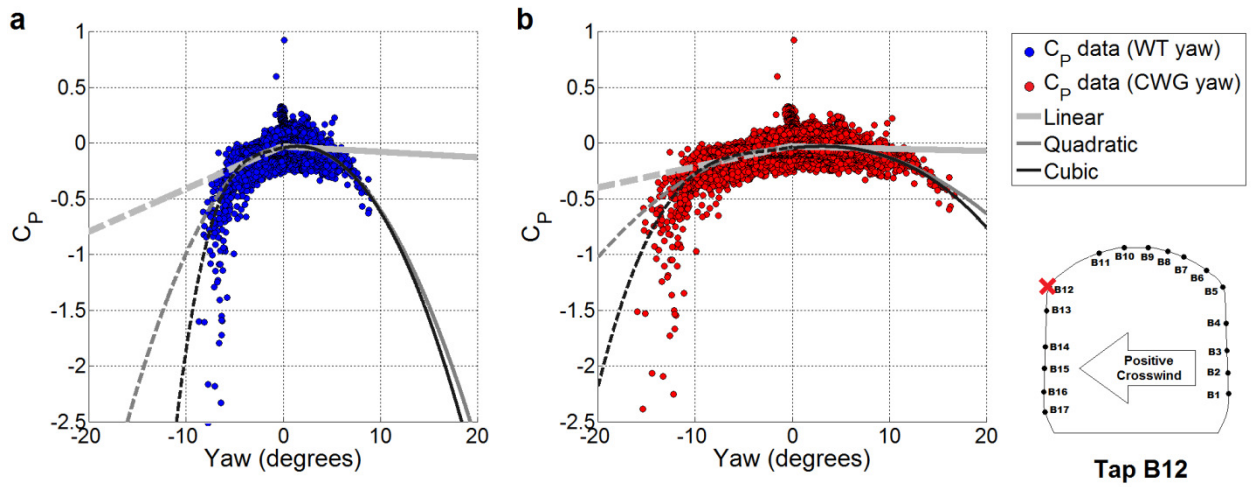 a
1
0.5
0
-0.5
-1
-1.5
-2
-2.5
C_P
-20 -10 0 10 20
Yaw (degrees)
b
1
0.5
0
-0.5
-1
-1.5
-2
-2.5
C_P
-20 -10 0 10 20
Yaw (degrees)
C_P data (WT yaw)
C_P data (CWG yaw)
Linear
Quadratic
Cubic
B11 B10 B9 B8 B7 B6 B5
B12
B13
B4
B14
B3
B15
B2
B16
B1
B17
Positive
Crosswind
Tap B12